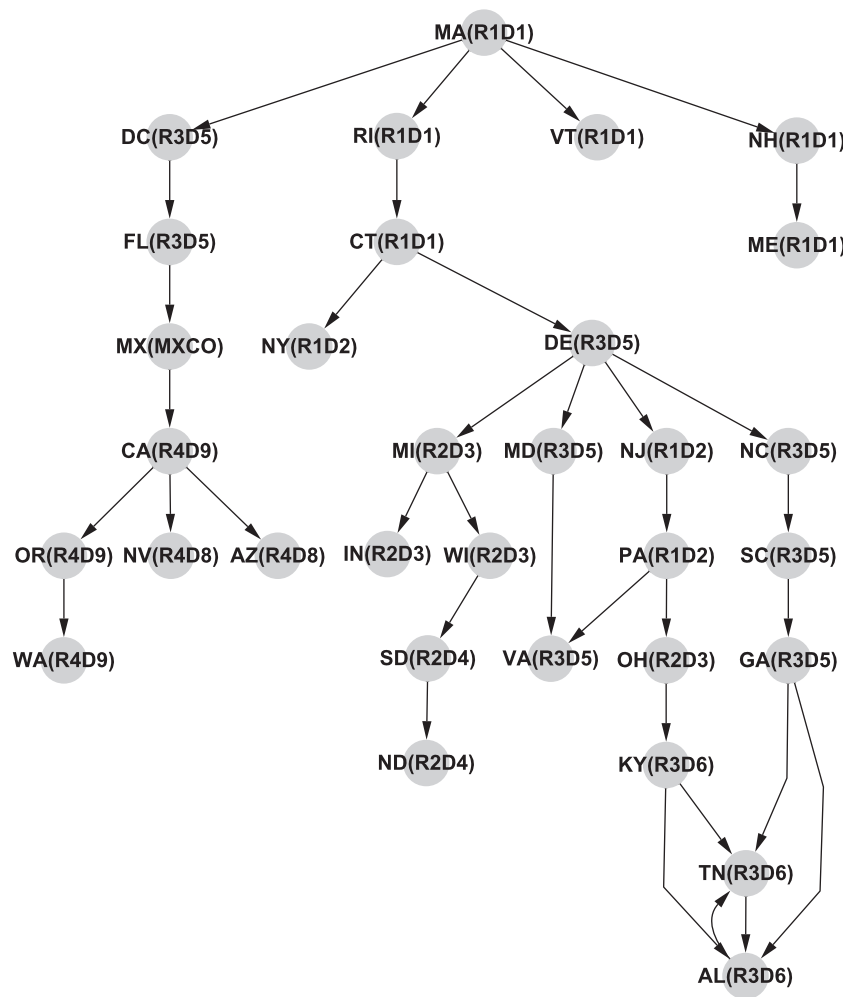 MA(R1D1)
DC(R3D5)
RI(R1D1)
VT(R1D1)
NH(R1D1)
FL(R3D5)
CT(R1D1)
ME(R1D1)
MX(MXCO)
NY(R1D2)
DE(R3D5)
CA(R4D9)
MI(R2D3)
MD(R3D5)
NJ(R1D2)
NC(R3D5)
OR(R4D9)
NV(R4D8)
AZ(R4D8)
IN(R2D3)
WI(R2D3)
PA(R1D2)
SC(R3D5)
WA(R4D9)
SD(R2D4)
VA(R3D5)
OH(R2D3)
GA(R3D5)
ND(R2D4)
KY(R3D6)
TN(R3D6)
AL(R3D6)